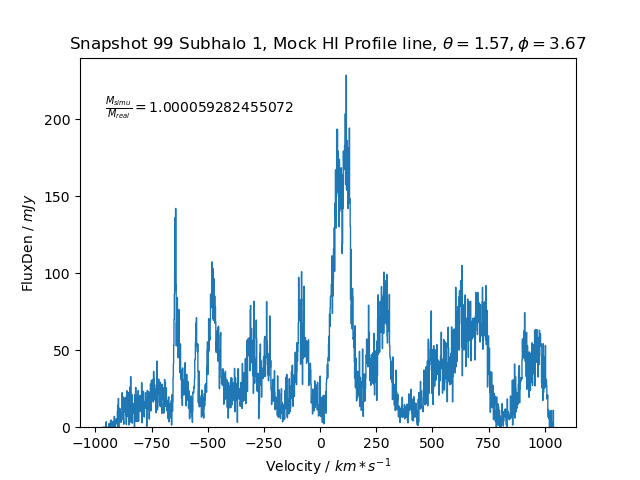 Snapshot 99 Subhalo 1, Mock HI Profile line, θ = 1.57, ϕ = 3.67
M_simu/M_real = 1.000059282455072
FluxDen / mJy
200
150
100
50
0
−1000 −750 −500 −250 0 250 500 750 1000
Velocity / km * s⁻¹